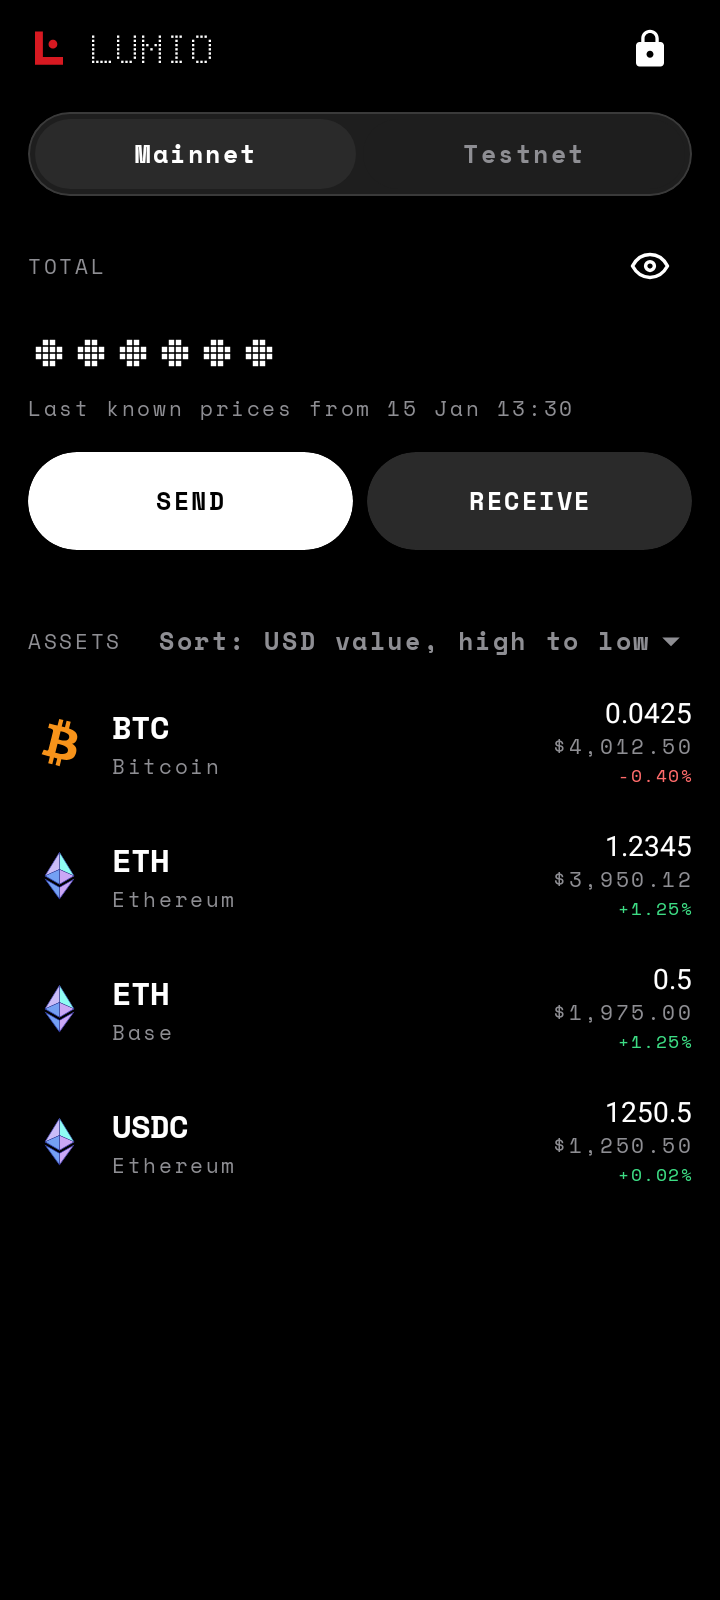 LUMIO
Mainnet
Testnet
TOTAL
Last known prices from 15 Jan 13:30
SEND
RECEIVE
ASSETS
Sort: USD value, high to low
BTC
Bitcoin
0.0425
$4,012.50
-0.40%
ETH
Ethereum
1.2345
$3,950.12
+1.25%
ETH
Base
0.5
$1,975.00
+1.25%
USDC
Ethereum
1250.5
$1,250.50
+0.02%